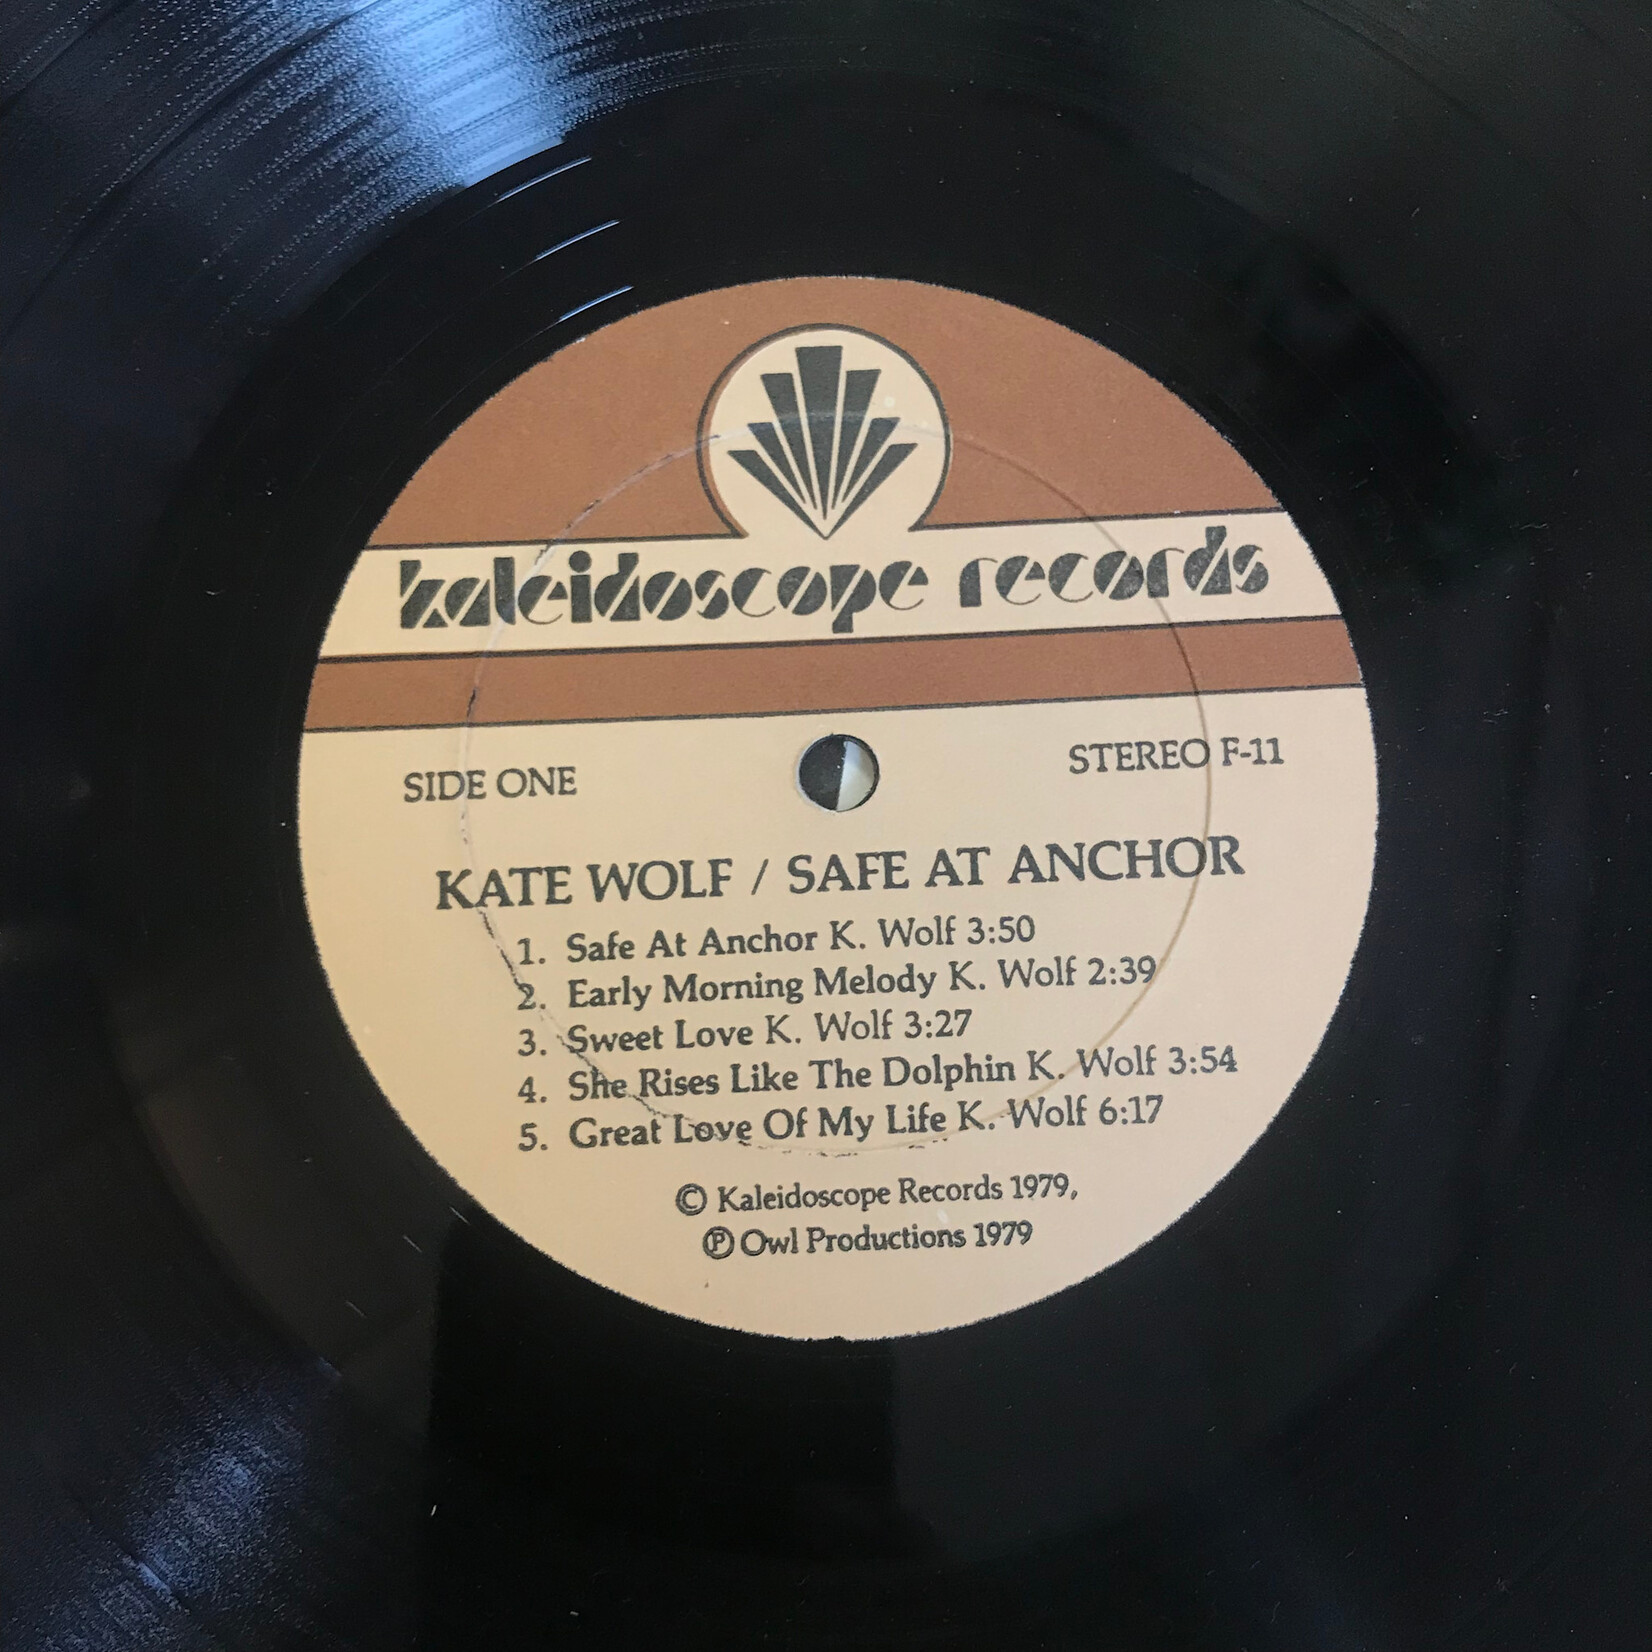 kaleidoscope records
SIDE ONE
STEREO F-11
KATE WOLF / SAFE AT ANCHOR
1. Safe At Anchor K. Wolf 3:50
2. Early Morning Melody K. Wolf 2:39
3. Sweet Love K. Wolf 3:27
4. She Rises Like The Dolphin K. Wolf 3:54
5. Great Love Of My Life K. Wolf 6:17
© Kaleidoscope Records 1979,
℗ Owl Productions 1979